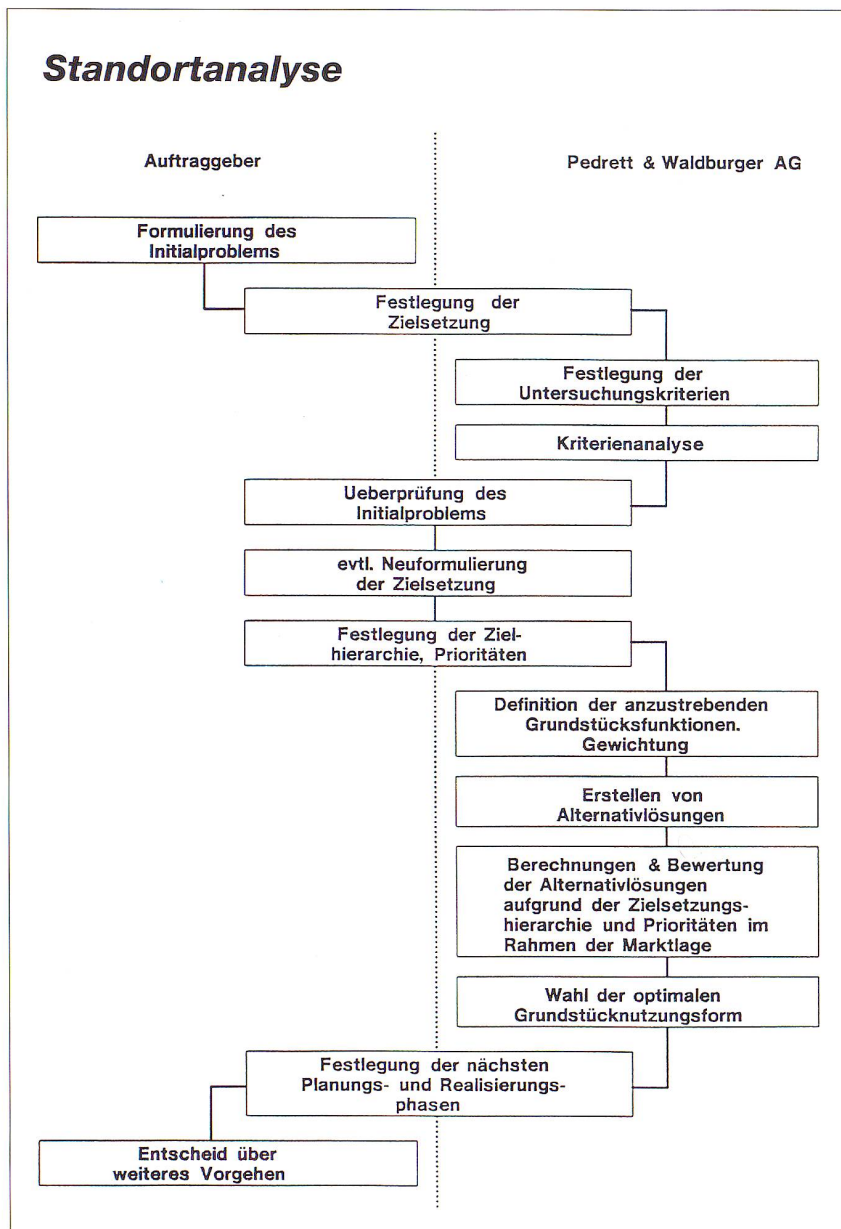 Standortanalyse
Auftraggeber
Pedrett & Waldburger AG
Formulierung des
Initialproblems
Festlegung der
Zielsetzung
Festlegung der
Untersuchungskriterien
Kriterienanalyse
Ueberprüfung des
Initialproblems
evtl. Neuformulierung
der Zielsetzung
Festlegung der Ziel-
hierarchie, Prioritäten
Definition der anzustrebenden
Grundstücksfunktionen.
Gewichtung
Erstellen von
Alternativlösungen
Berechnungen & Bewertung
der Alternativlösungen
aufgrund der Zielsetzungs-
hierarchie und Prioritäten im
Rahmen der Marktlage
Wahl der optimalen
Grundstücknutzungsform
Festlegung der nächsten
Planungs- und Realisierungs-
phasen
Entscheid über
weiteres Vorgehen